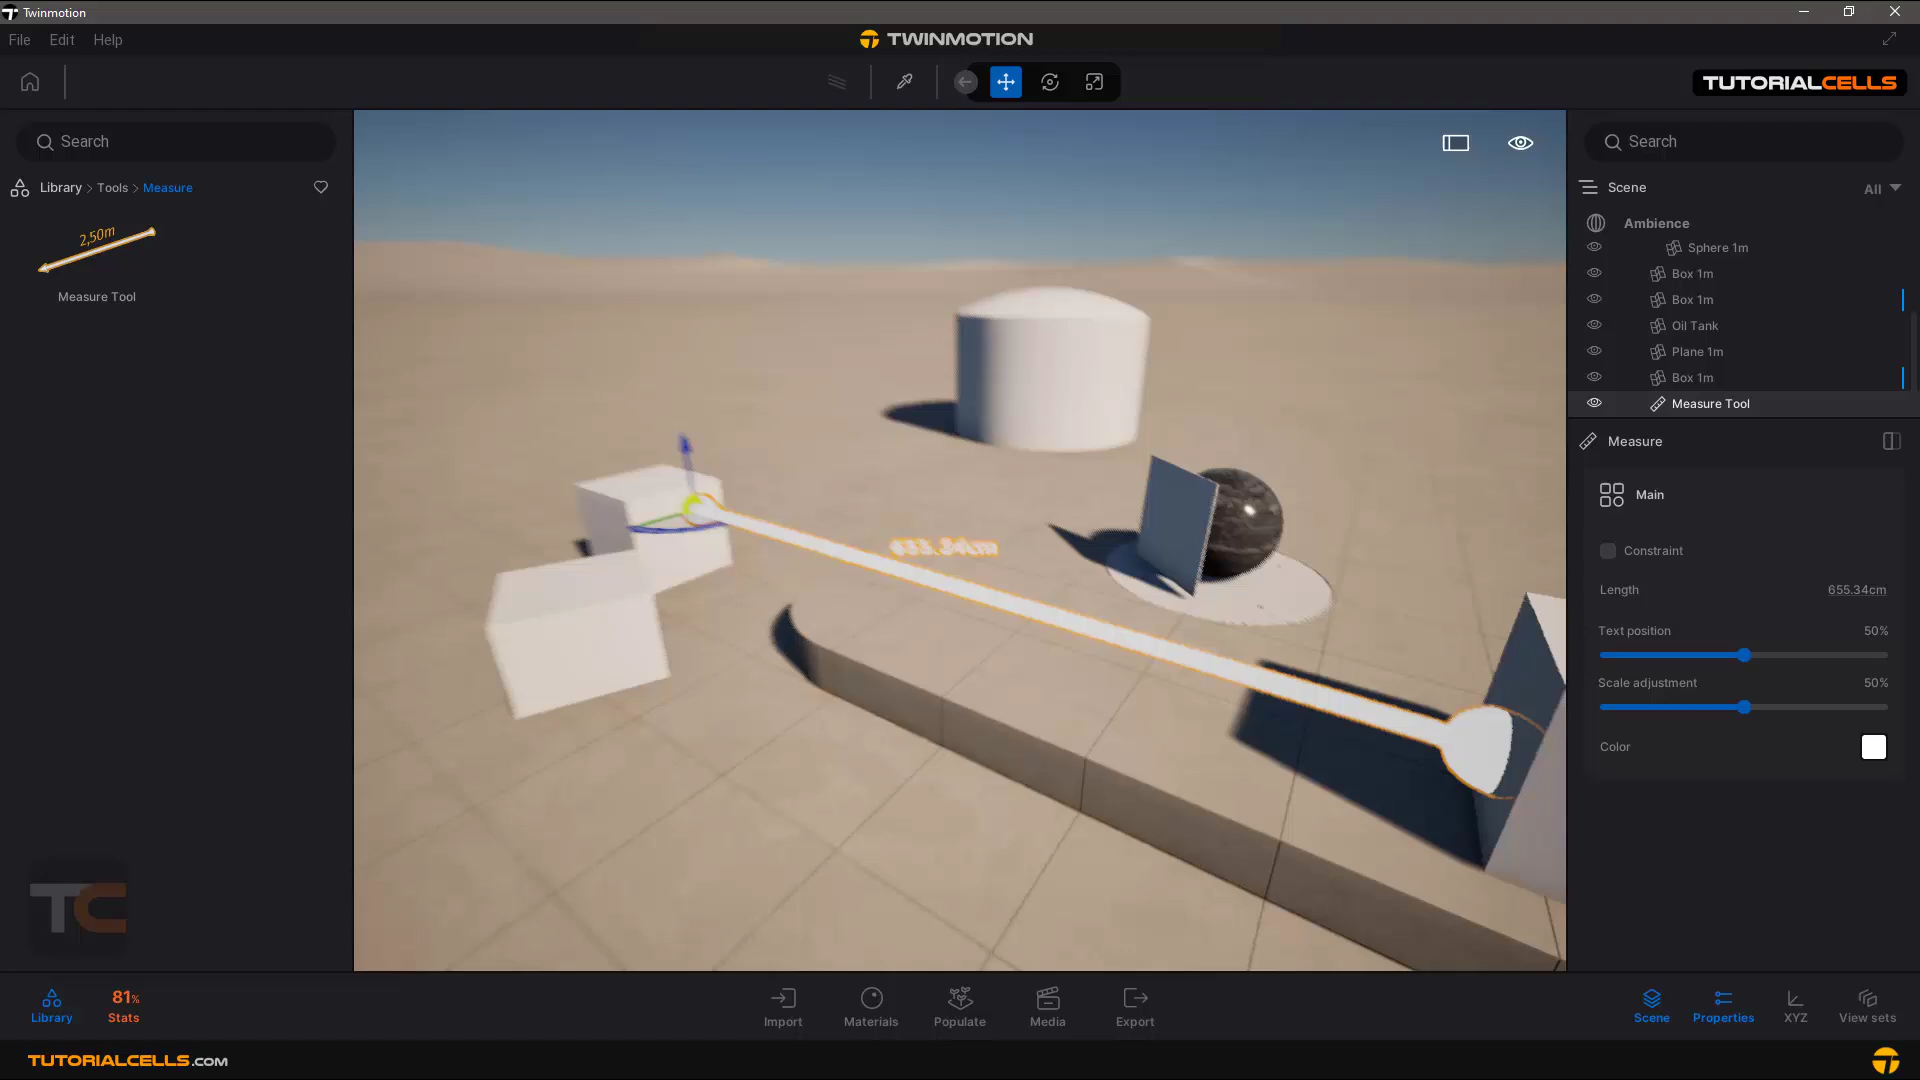 Twinmotion
File Edit Help
TWINMOTION
TUTORIALCELLS
Search
Library > Tools > Measure
2,50m
Measure Tool
Search
Scene All
Ambience
Sphere 1m
Box 1m
Box 1m
Oil Tank
Plane 1m
Box 1m
Measure Tool
Measure
Main
Constraint
Length 655.34cm
Text position 50%
Scale adjustment 50%
Color
TC
Library
81%
Stats
Import
Materials
Populate
Media
Export
Scene
Properties
XYZ
View sets
TUTORIALCELLS.COM